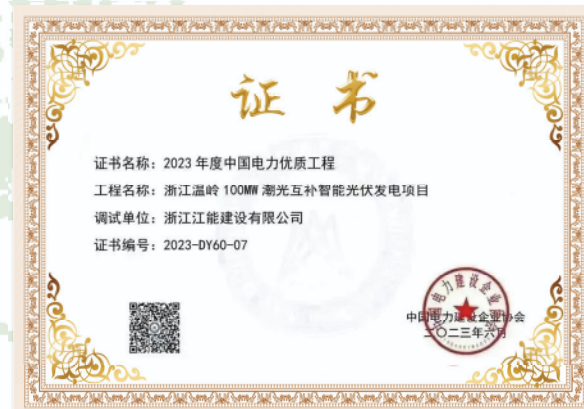 证书
证书名称：2023 年度中国电力优质工程
工程名称：浙江温岭 100MW 潮光互补智能光伏发电项目
调试单位：浙江江能建设有限公司
证书编号：2023-DY60-07
中国电力建设企业协会
二〇二三年六月